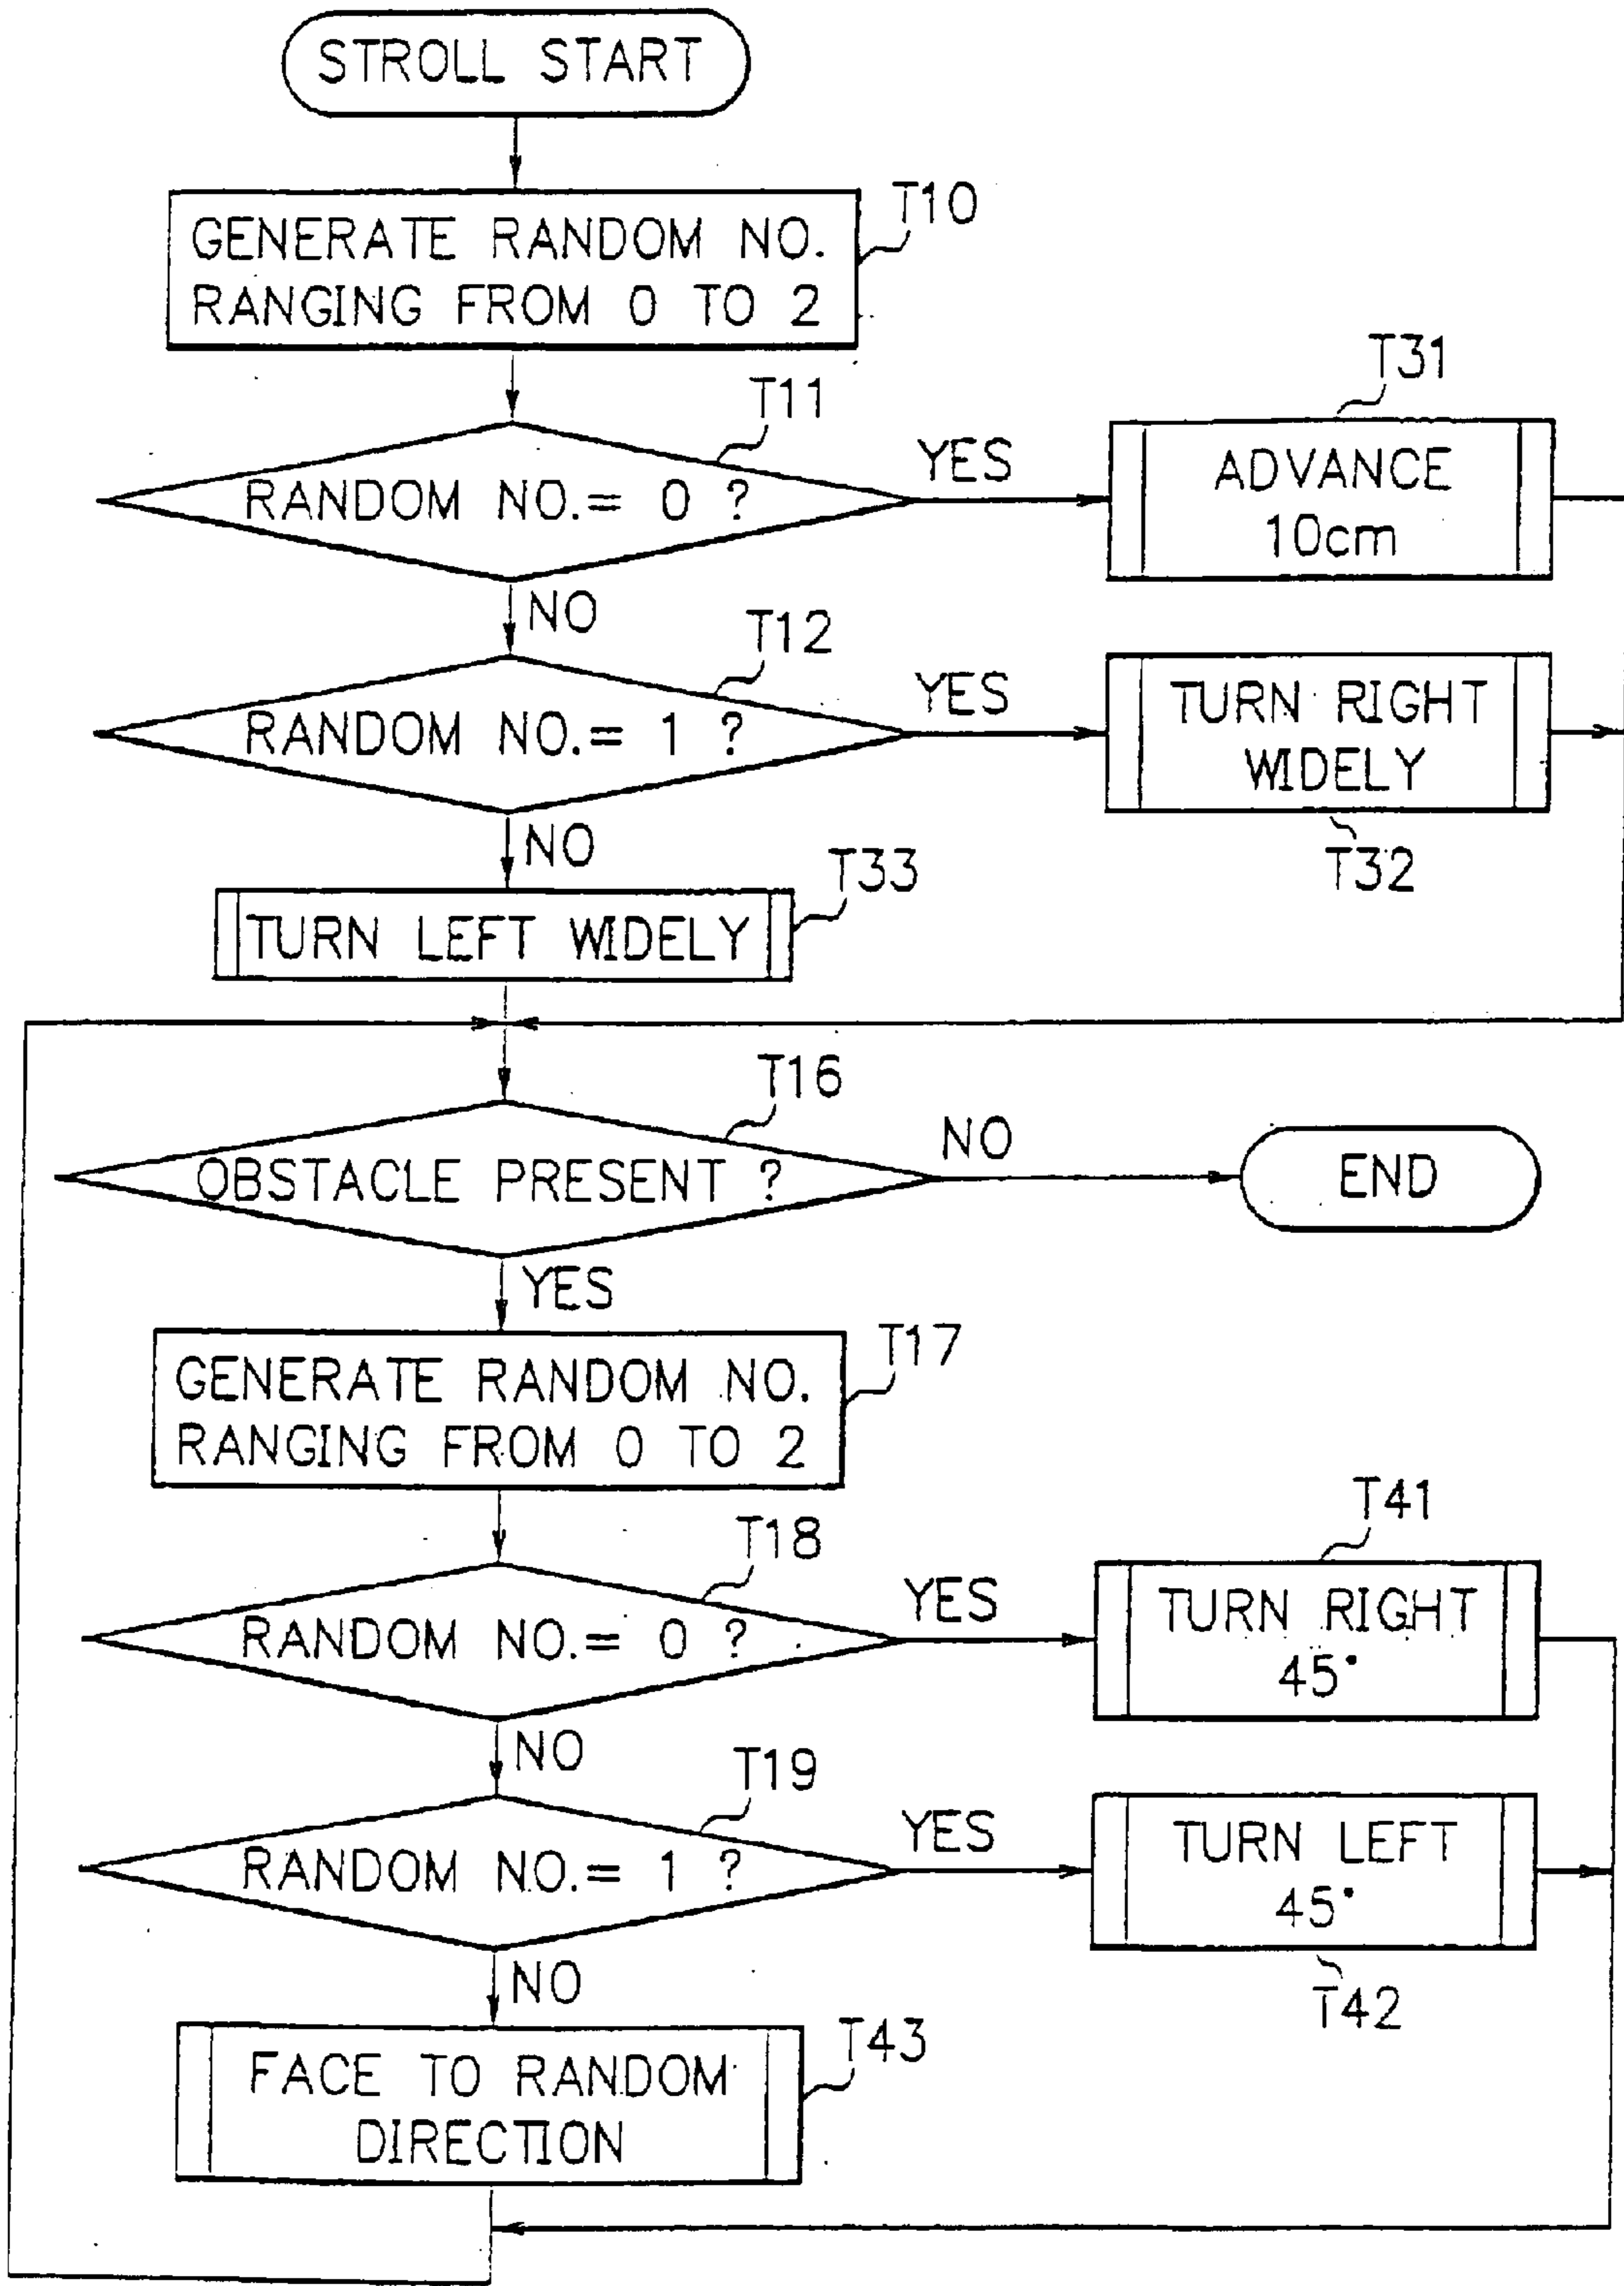 STROLL START
T10
GENERATE RANDOM NO.
RANGING FROM 0 TO 2
T11
RANDOM NO.= 0 ?
YES
T31
ADVANCE
10cm
NO
T12
RANDOM NO.= 1 ?
YES
TURN RIGHT
WIDELY
T32
NO
T33
TURN LEFT WIDELY
T16
OBSTACLE PRESENT ?
NO
END
YES
T17
GENERATE RANDOM NO.
RANGING FROM 0 TO 2
T18
RANDOM NO.= 0 ?
YES
T41
TURN RIGHT
45°
NO
T19
RANDOM NO.= 1 ?
YES
TURN LEFT
45°
T42
NO
T43
FACE TO RANDOM
DIRECTION